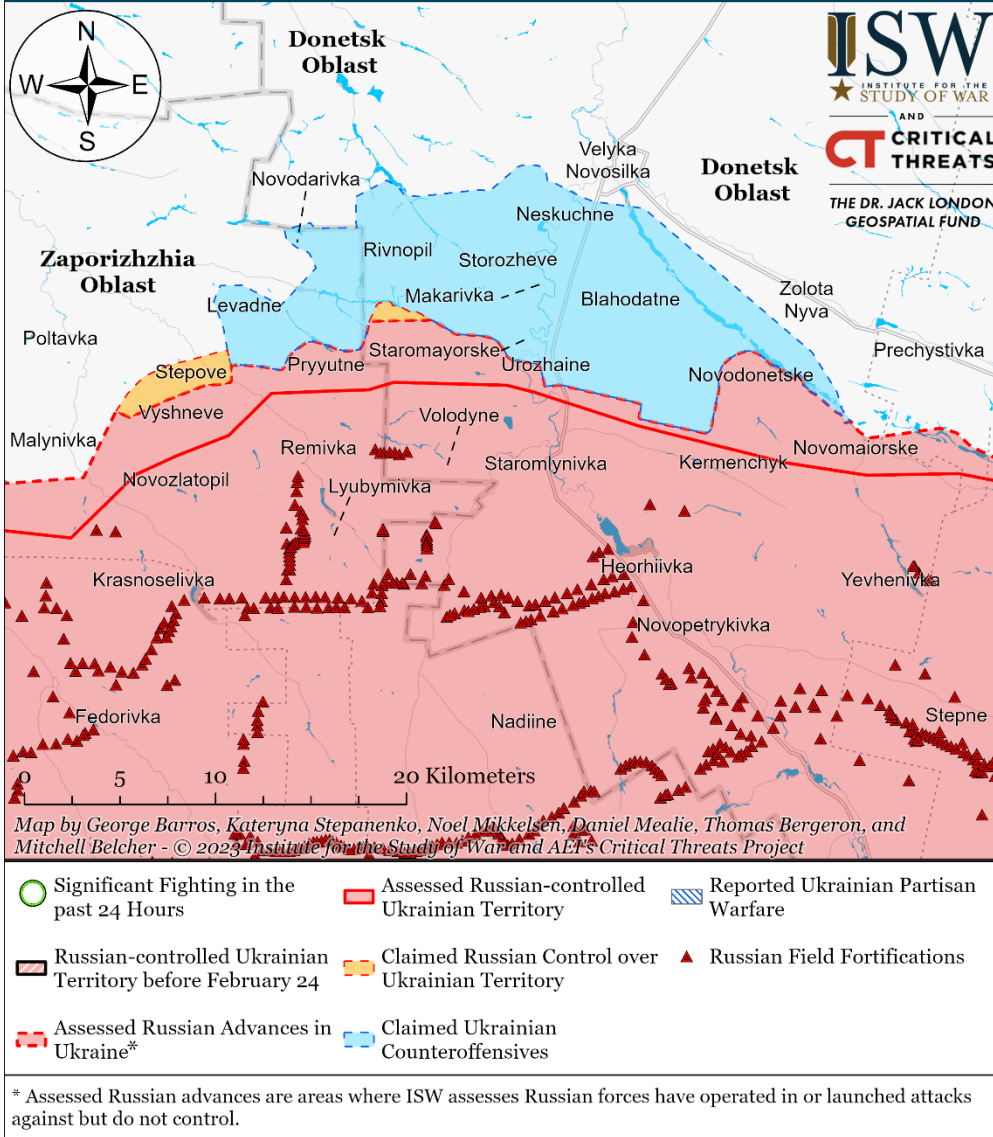 N
W
E
S
Donetsk
Oblast
ISW
INSTITUTE FOR THE
STUDY OF WAR
AND
CT CRITICAL
THREATS
THE DR. JACK LONDON
GEOSPATIAL FUND
Velyka
Novosilka
Donetsk
Oblast
Novodarivka
Neskuchne
Rivnopil
Storozheve
Zaporizhzhia
Oblast
Levadne
Makarivka
Blahodatne
Zolota
Nyva
Poltavka
Staromayorske
Prechystivka
Stepove
Pryyutne
Urozhaine
Novodonetske
Vyshneve
Volodyne
Malynivka
Remivka
Novomaiorske
Staromlynivka
Kermenchyk
Novozlatopil
Lyubymivka
Heorhiivka
Krasnoselivka
Yevhenivka
Novopetrykivka
Fedorivka
Nadiine
Stepne
0 5 10 20 Kilometers
Map by George Barros, Kateryna Stepanenko, Noel Mikkelsen, Daniel Mealie, Thomas Bergeron, and
Mitchell Belcher - © 2023 Institute for the Study of War and AEI's Critical Threats Project
Significant Fighting in the
past 24 Hours
Assessed Russian-controlled
Ukrainian Territory
Reported Ukrainian Partisan
Warfare
Russian-controlled Ukrainian
Territory before February 24
Claimed Russian Control over
Ukrainian Territory
Russian Field Fortifications
Assessed Russian Advances in
Ukraine*
Claimed Ukrainian
Counteroffensives
* Assessed Russian advances are areas where ISW assesses Russian forces have operated in or launched attacks
against but do not control.